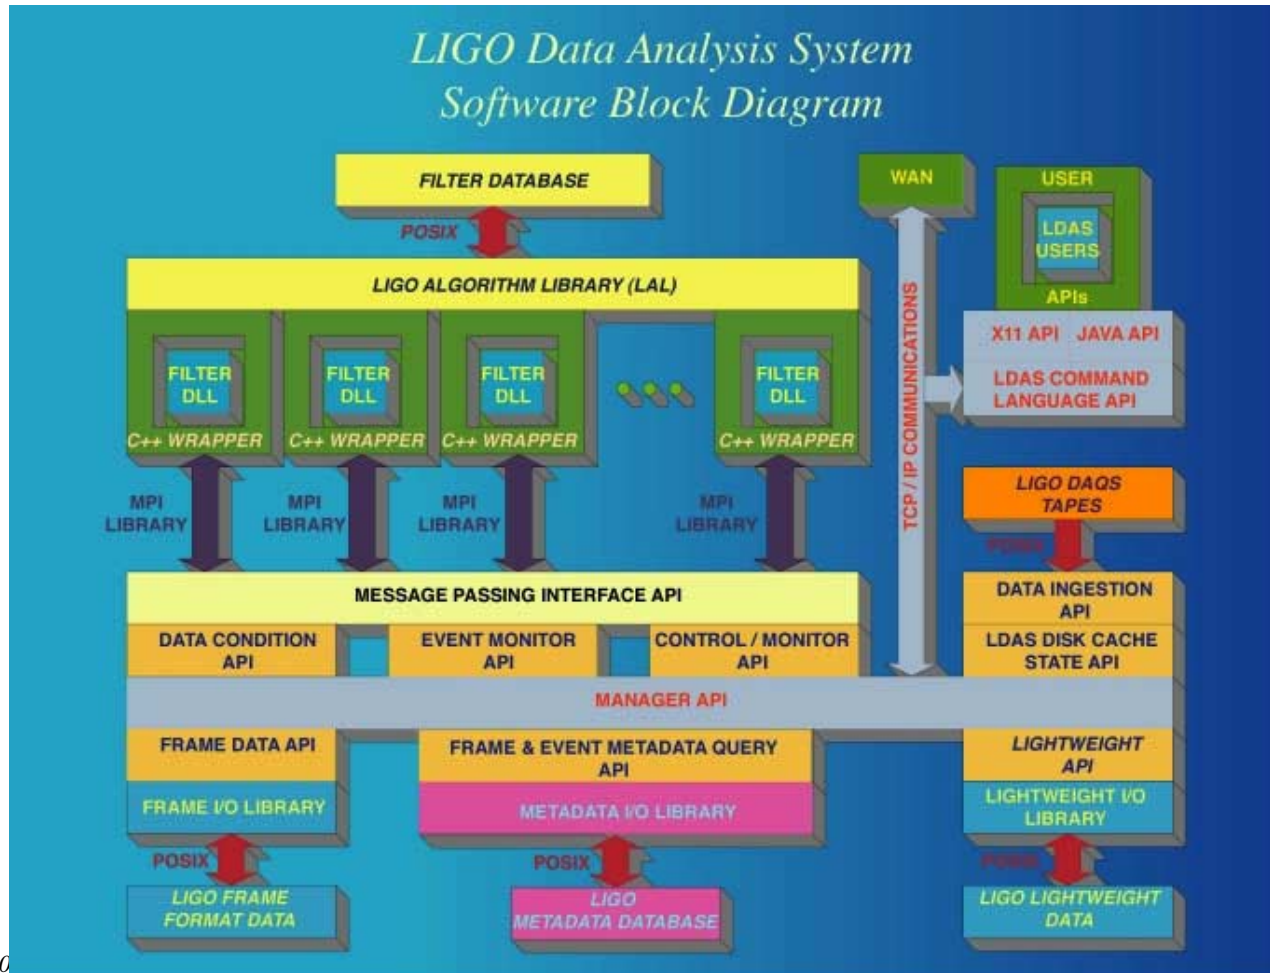 LIGO Data Analysis System
Software Block Diagram
FILTER DATABASE
WAN
USER
LDAS
USERS
APIs
POSIX
LIGO ALGORITHM LIBRARY (LAL)
X11 API JAVA API
LDAS COMMAND
LANGUAGE API
FILTER
DLL
C++ WRAPPER
FILTER
DLL
C++ WRAPPER
FILTER
DLL
C++ WRAPPER
FILTER
DLL
C++ WRAPPER
TCP / IP COMMUNICATIONS
MPI
LIBRARY
MPI
LIBRARY
MPI
LIBRARY
MPI
LIBRARY
LIGO DAQS
TAPES
POSIX
MESSAGE PASSING INTERFACE API
DATA INGESTION
API
DATA CONDITION
API
EVENT MONITOR
API
CONTROL / MONITOR
API
LDAS DISK CACHE
STATE API
MANAGER API
FRAME DATA API
FRAME & EVENT METADATA QUERY
API
LIGHTWEIGHT
API
FRAME I/O LIBRARY
METADATA I/O LIBRARY
LIGHTWEIGHT I/O
LIBRARY
POSIX
POSIX
POSIX
LIGO FRAME
FORMAT DATA
LIGO
METADATA DATABASE
LIGO LIGHTWEIGHT
DATA
0